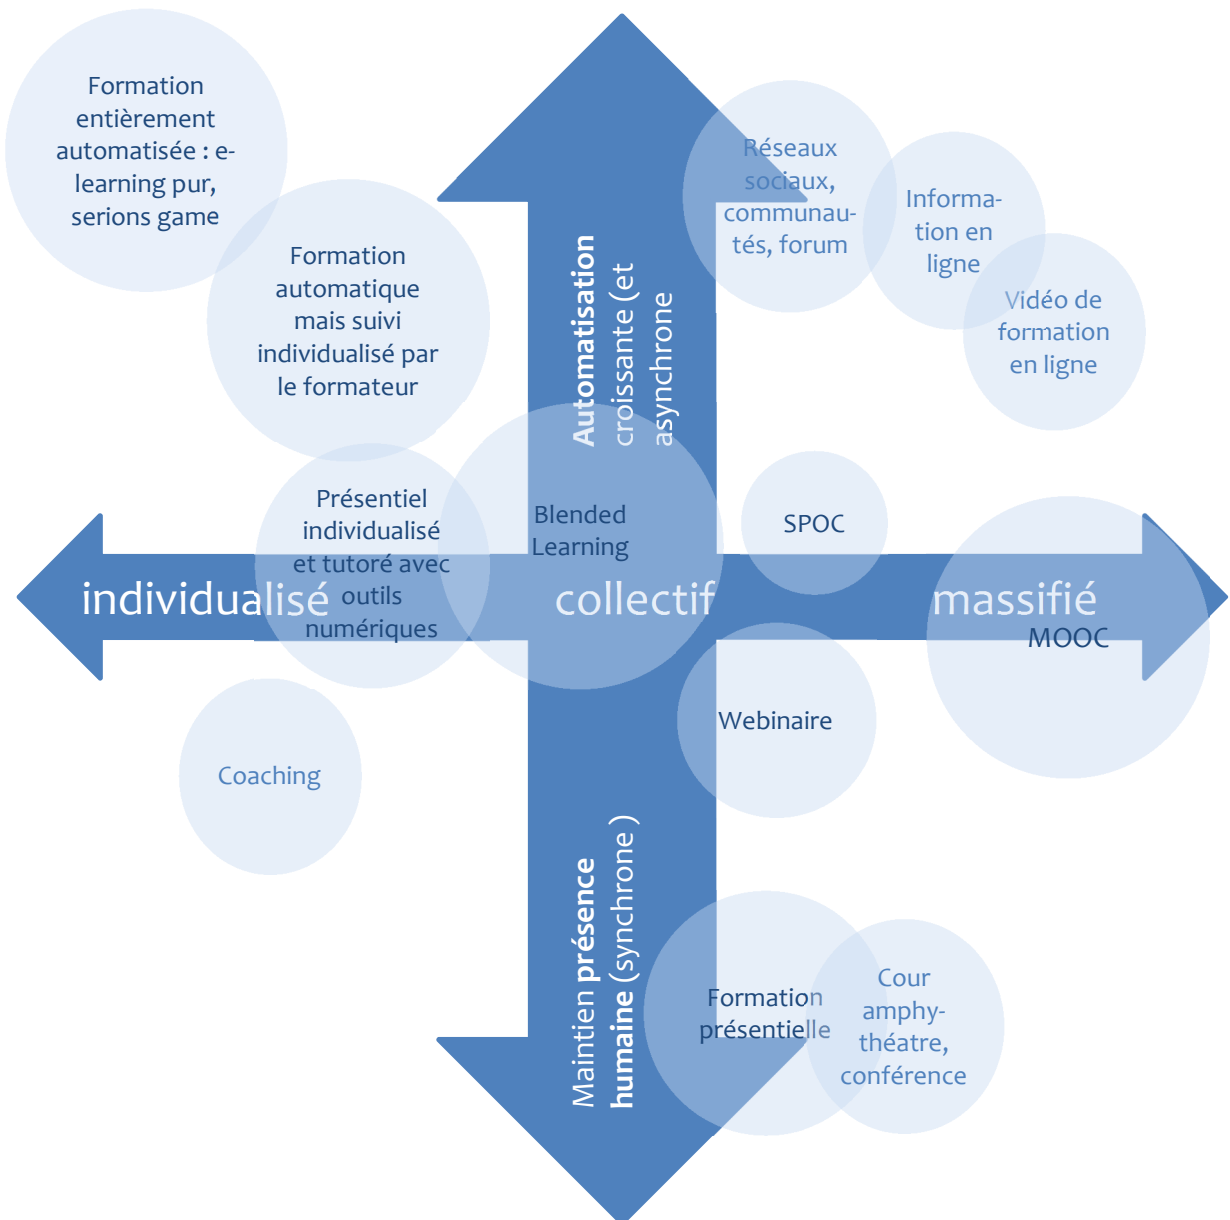 Formation
entièrement
automatisée : e-
learning pur,
serions game
Formation
automatique
mais suivi
individualisé par
le formateur
Réseaux
sociaux,
communau-
tés, forum
Informa-
tion en
ligne
Vidéo de
formation
en ligne
Automatisation
croissante (et
asynchrone
Présentiel
individualisé
et tutoré avec
outils
numériques
Blended
Learning
SPOC
individualisé
collectif
massifié
MOOC
Webinaire
Coaching
Maintien présence
humaine (synchrone )
Formation
présentielle
Cour
amphy-
théatre,
conférence